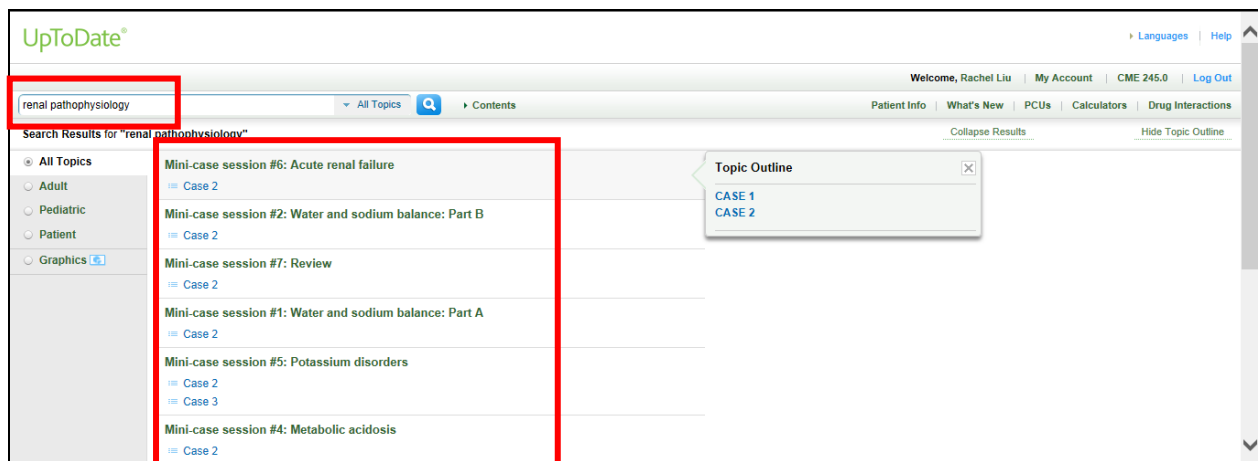 UpToDate®
Languages | Help
Welcome, Rachel Liu | My Account | CME 245.0 | Log Out
renal pathophysiology All Topics Contents
Patient Info | What's New | PCUs | Calculators | Drug Interactions
Search Results for "renal pathophysiology"
Collapse Results
Hide Topic Outline
All Topics
Adult
Pediatric
Patient
Graphics
Mini-case session #6: Acute renal failure
Case 2
Mini-case session #2: Water and sodium balance: Part B
Case 2
Mini-case session #7: Review
Case 2
Mini-case session #1: Water and sodium balance: Part A
Case 2
Mini-case session #5: Potassium disorders
Case 2
Case 3
Mini-case session #4: Metabolic acidosis
Case 2
Topic Outline
CASE 1
CASE 2